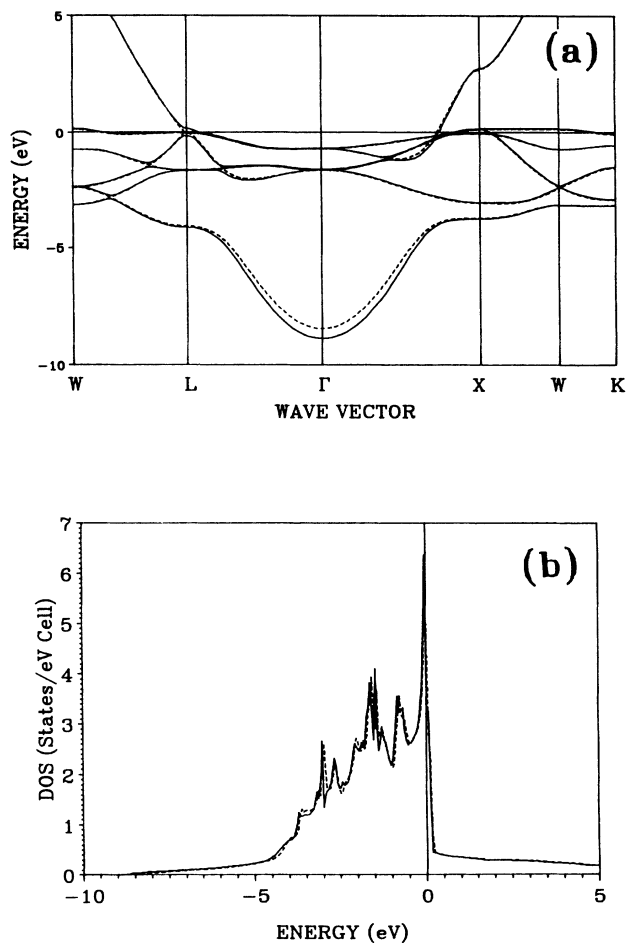 5
(a)
0
ENERGY (eV)
−5
−10
W L Γ X W K
WAVE VECTOR
7
6
(b)
5
4
DOS (States/eV Cell)
3
2
1
0
−10 −5 0 5
ENERGY (eV)